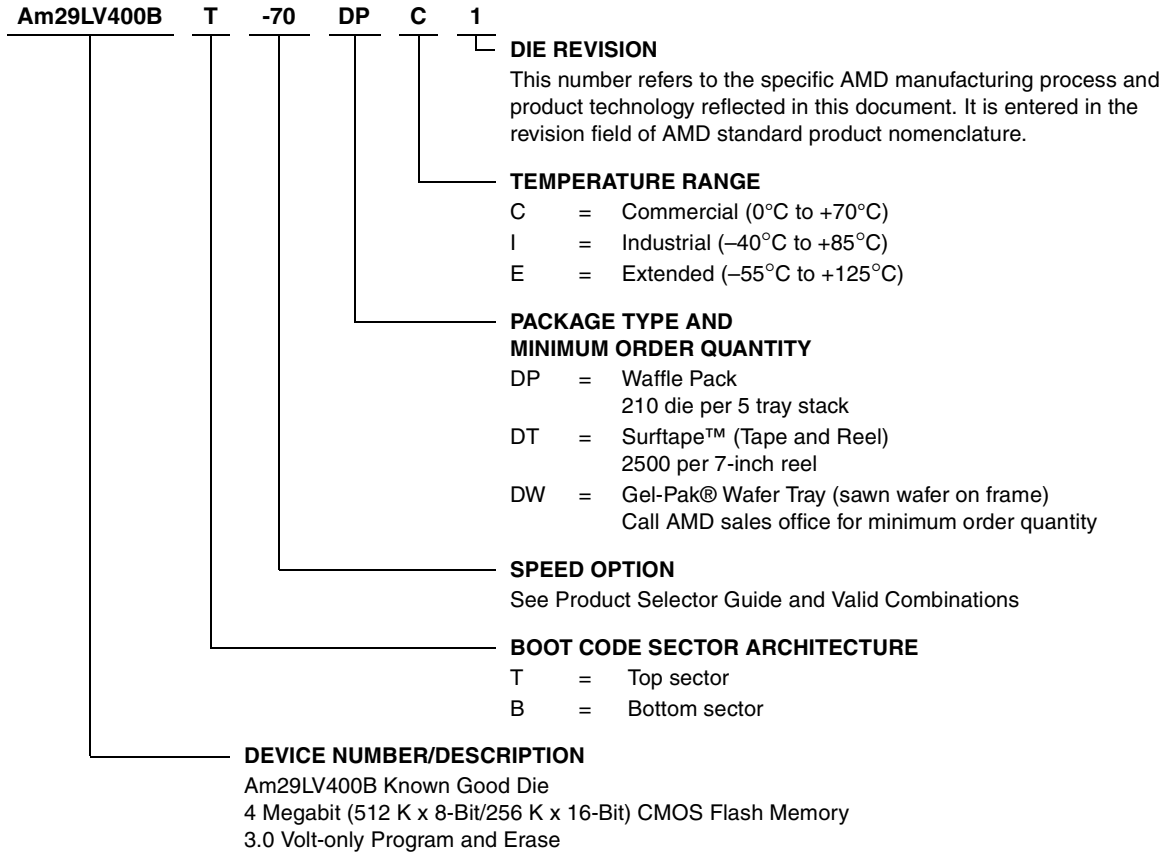 Am29LV400B T -70 DP C 1
DIE REVISION
This number refers to the specific AMD manufacturing process and
product technology reflected in this document. It is entered in the
revision field of AMD standard product nomenclature.
TEMPERATURE RANGE
C = Commercial (0°C to +70°C)
I = Industrial (–40°C to +85°C)
E = Extended (–55°C to +125°C)
PACKAGE TYPE AND
MINIMUM ORDER QUANTITY
DP = Waffle Pack
210 die per 5 tray stack
DT = Surftape™ (Tape and Reel)
2500 per 7-inch reel
DW = Gel-Pak® Wafer Tray (sawn wafer on frame)
Call AMD sales office for minimum order quantity
SPEED OPTION
See Product Selector Guide and Valid Combinations
BOOT CODE SECTOR ARCHITECTURE
T = Top sector
B = Bottom sector
DEVICE NUMBER/DESCRIPTION
Am29LV400B Known Good Die
4 Megabit (512 K x 8-Bit/256 K x 16-Bit) CMOS Flash Memory
3.0 Volt-only Program and Erase